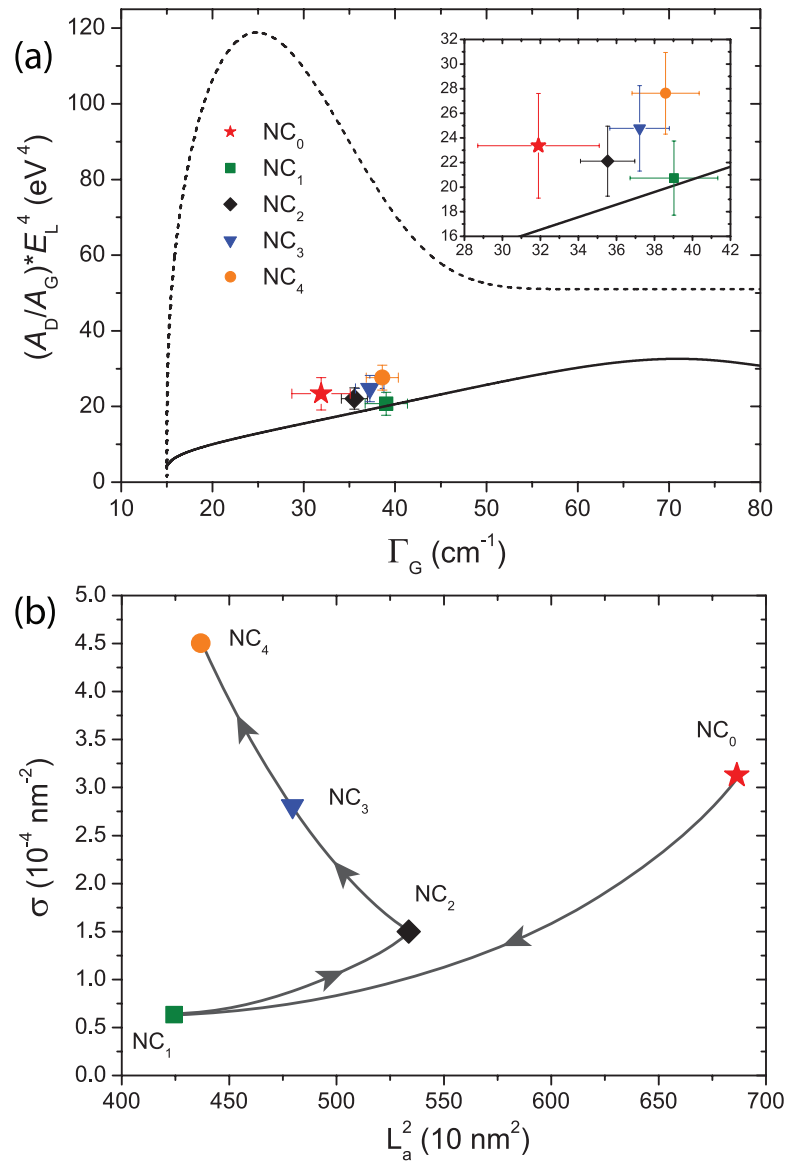 (a)
(A_D/A_G)*E_L^4 (eV^4)
120
100
80
60
40
20
0
NC_0
NC_1
NC_2
NC_3
NC_4
32
30
28
26
24
22
20
18
16
28 30 32 34 36 38 40 42
10 20 30 40 50 60 70 80
Γ_G (cm^-1)
(b)
σ (10^-4 nm^-2)
5.0
4.5
4.0
3.5
3.0
2.5
2.0
1.5
1.0
0.5
0.0
NC_4
NC_0
NC_3
NC_2
NC_1
400 450 500 550 600 650 700
L_a^2 (10 nm^2)